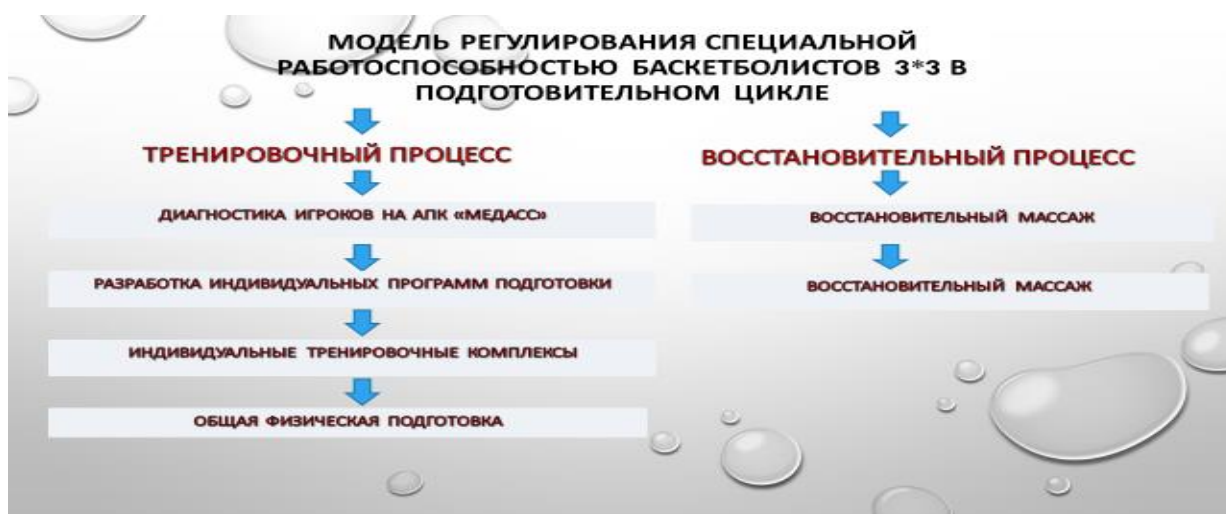 МОДЕЛЬ РЕГУЛИРОВАНИЯ СПЕЦИАЛЬНОЙ
РАБОТОСПОСОБНОСТЬЮ БАСКЕТБОЛИСТОВ 3*3 В
ПОДГОТОВИТЕЛЬНОМ ЦИКЛЕ
ТРЕНИРОВОЧНЫЙ ПРОЦЕСС
ДИАГНОСТИКА ИГРОКОВ НА АПК «МЕДАСС»
РАЗРАБОТКА ИНДИВИДУАЛЬНЫХ ПРОГРАММ ПОДГОТОВКИ
ИНДИВИДУАЛЬНЫЕ ТРЕНИРОВОЧНЫЕ КОМПЛЕКСЫ
ОБЩАЯ ФИЗИЧЕСКАЯ ПОДГОТОВКА
ВОССТАНОВИТЕЛЬНЫЙ ПРОЦЕСС
ВОССТАНОВИТЕЛЬНЫЙ МАССАЖ
ВОССТАНОВИТЕЛЬНЫЙ МАССАЖ